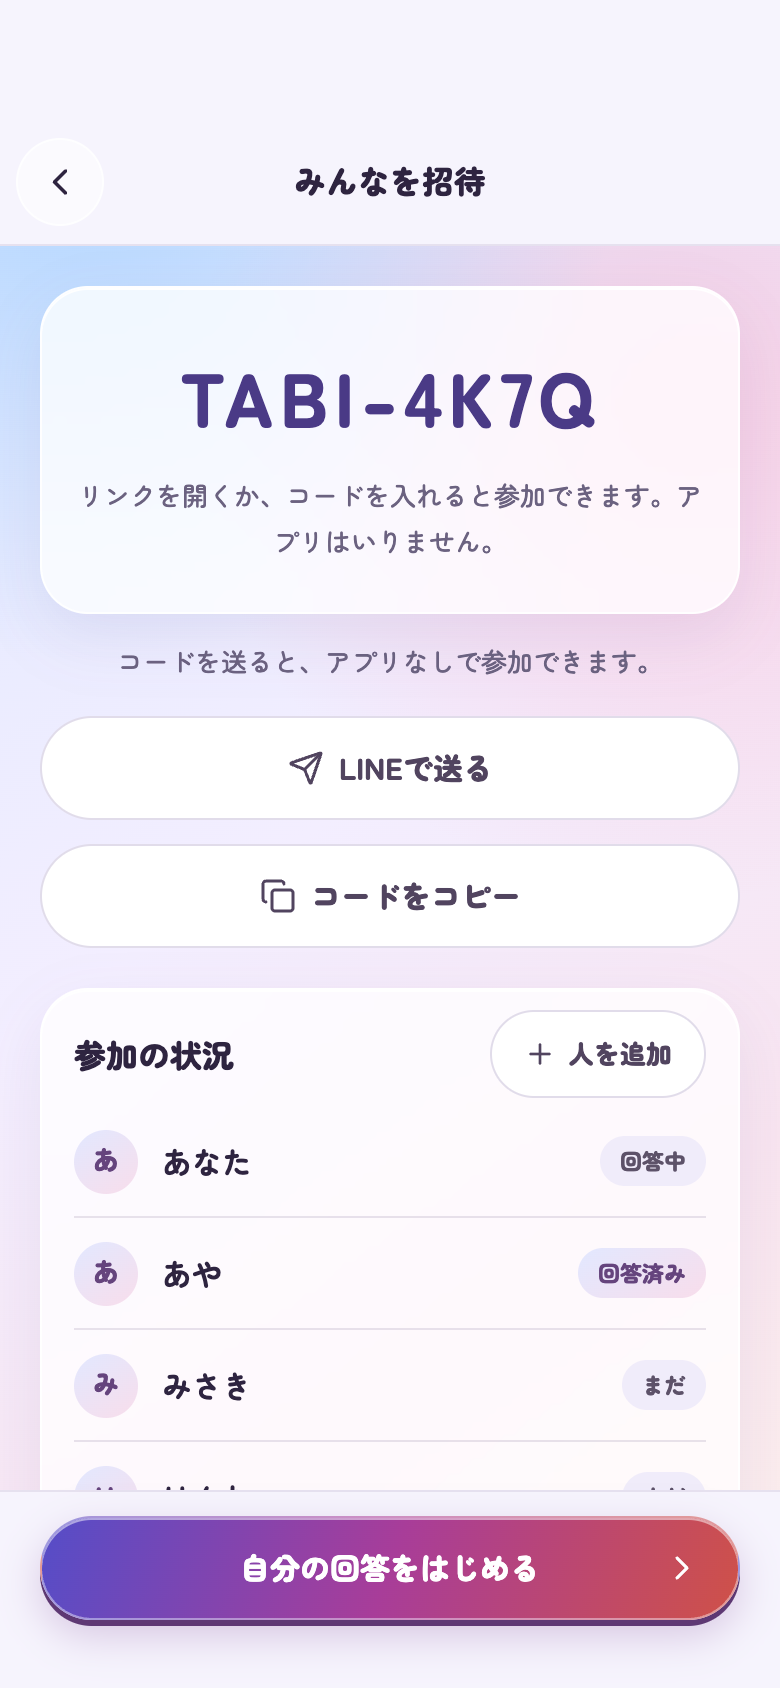 みんなを招待
TABI-4K7Q
リンクを開くか、コードを入れると参加できます。ア
プリはいりません。
コードを送ると、アプリなしで参加できます。
LINEで送る
コードをコピー
参加の状況
人を追加
あ あなた 回答中
あ あや 回答済み
み みさき まだ
自分の回答をはじめる